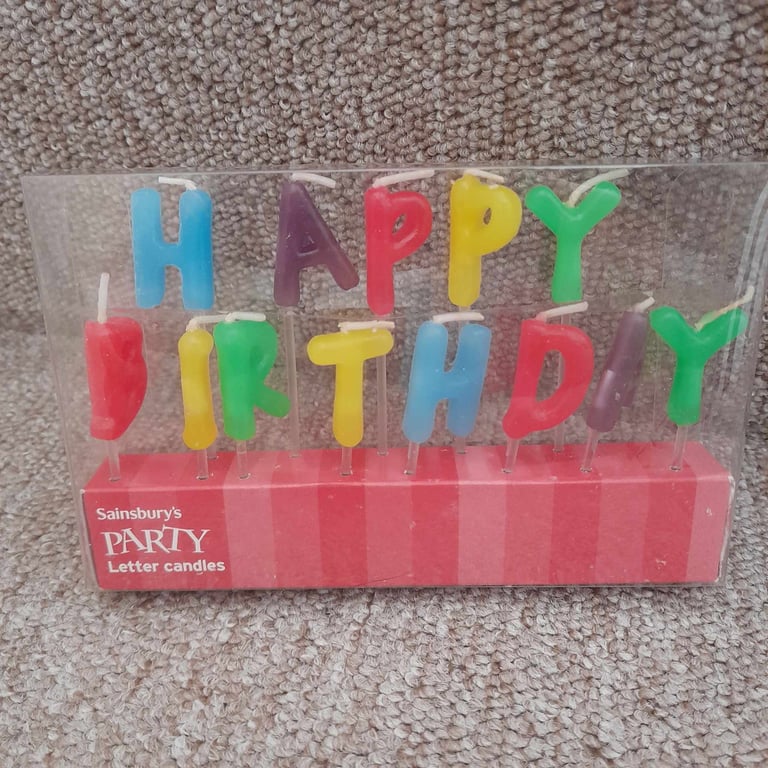 HAPPY
BIRTHDAY
Sainsbury's
PARTY
Letter candles